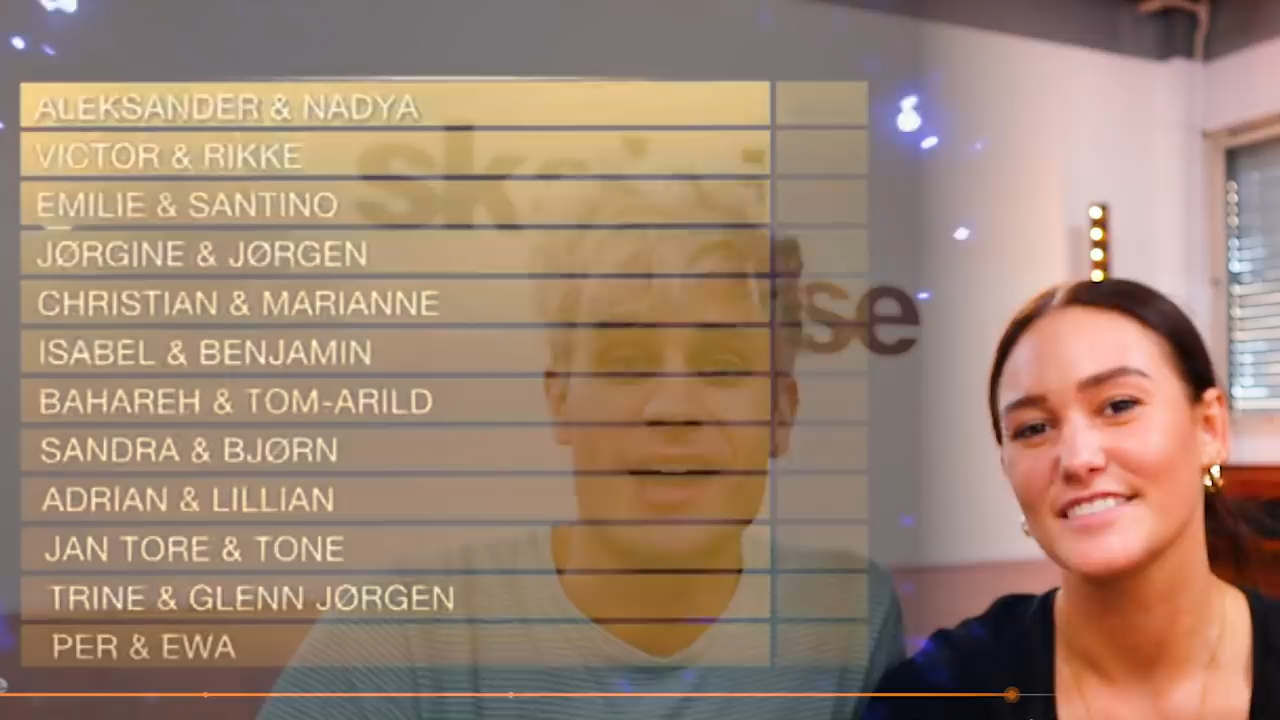 ALEKSANDER & NADYA
VICTOR & RIKKE
EMILIE & SANTINO
JØRGINE & JØRGEN
CHRISTIAN & MARIANNE
ISABEL & BENJAMIN
BAHAREH & TOM-ARILD
SANDRA & BJØRN
ADRIAN & LILLIAN
JAN TORE & TONE
TRINE & GLENN JØRGEN
PER & EWA